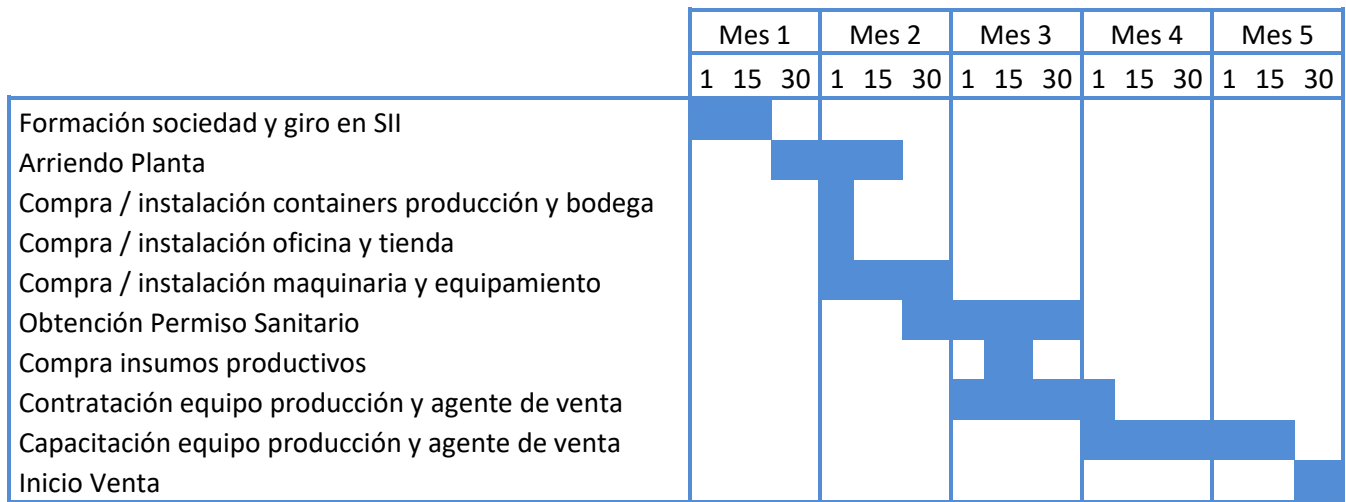 Mes 1 Mes 2 Mes 3 Mes 4 Mes 5
1 15 30 1 15 30 1 15 30 1 15 30 1 15 30
Formación sociedad y giro en SII
Arriendo Planta
Compra / instalación containers producción y bodega
Compra / instalación oficina y tienda
Compra / instalación maquinaria y equipamiento
Obtención Permiso Sanitario
Compra insumos productivos
Contratación equipo producción y agente de venta
Capacitación equipo producción y agente de venta
Inicio Venta